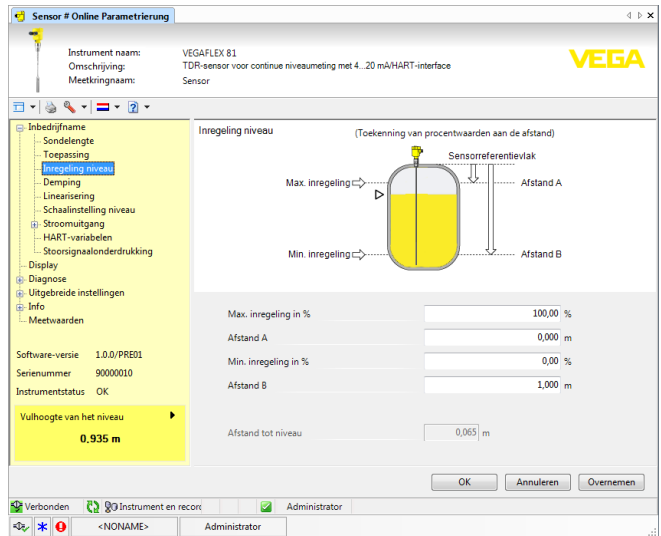 Sensor # Online Parametrierung
Instrument naam: VEGAFLEX 81
Omschrijving: TDR-sensor voor continue niveaumeting met 4...20 mA/HART-interface
Meetkringnaam: Sensor
VEGA
Inbedrijfname
Sondelengte
Toepassing
Inregeling niveau
Demping
Linearisering
Schaalinstelling niveau
Stroomuitgang
HART-variabelen
Stoorsignaalonderdrukking
Display
Diagnose
Uitgebreide instellingen
Info
Meetwaarden
Software-versie 1.0.0/PRE01
Serienummer 90000010
Instrumentstatus OK
Vulhoogte van het niveau
0,935 m
Inregeling niveau
(Toekenning van procentwaarden aan de afstand)
Sensorreferentievlak
Max. inregeling
Afstand A
Min. inregeling
Afstand B
Max. inregeling in % 100,00 %
Afstand A 0,000 m
Min. inregeling in % 0,00 %
Afstand B 1,000 m
Afstand tot niveau 0,065 m
OK Annuleren Overnemen
Verbonden Instrument en record Administrator
<NONAME> Administrator